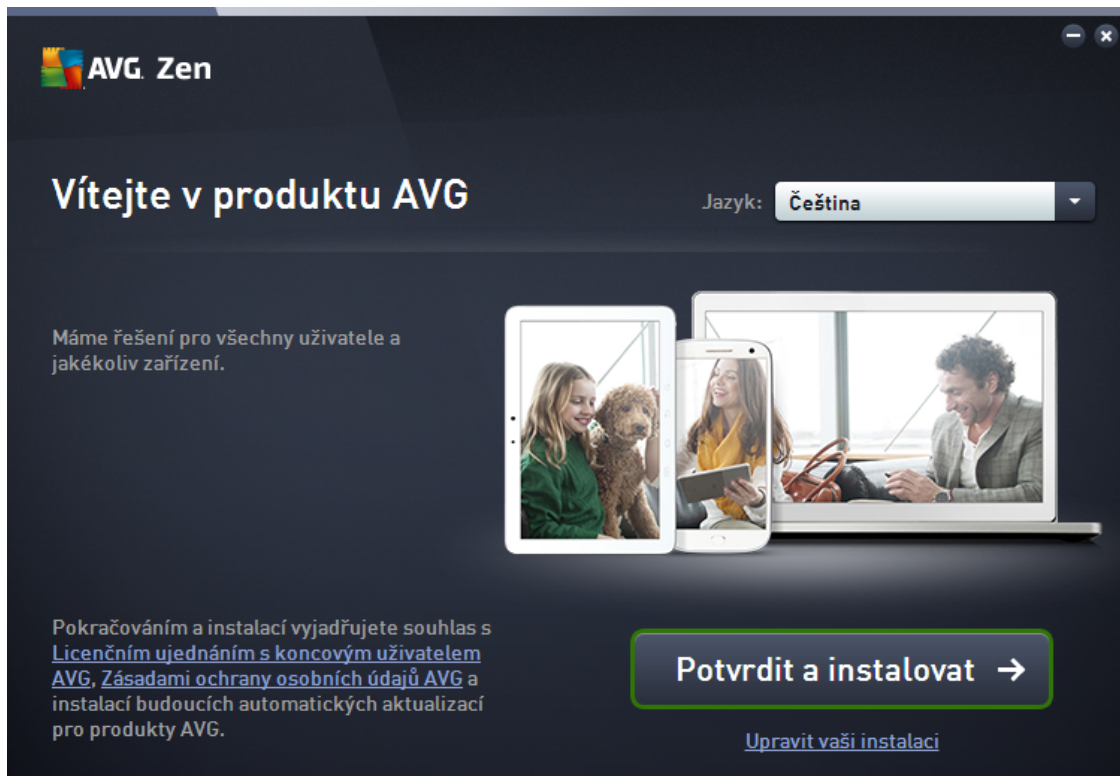 AVG. Zen
Vítejte v produktu AVG
Jazyk: Čeština
Máme řešení pro všechny uživatele a
jakékoliv zařízení.
Pokračováním a instalací vyjadřujete souhlas s
Licenčním ujednáním s koncovým uživatelem
AVG, Zásadami ochrany osobních údajů AVG a
instalací budoucích automatických aktualizací
pro produkty AVG.
Potvrdit a instalovat →
Upravit vaši instalaci